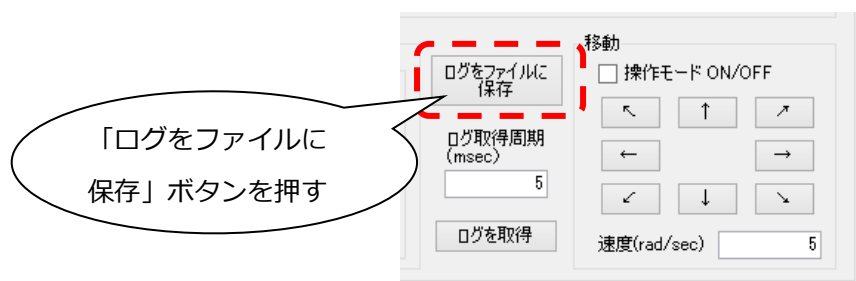 「ログをファイルに
保存」ボタンを押す
ログをファイルに
保存
ログ取得周期
(msec)
5
ログを取得
移動
操作モード ON/OFF
↖ ↑ ↗
← →
↙ ↓ ↘
速度(rad/sec) 5